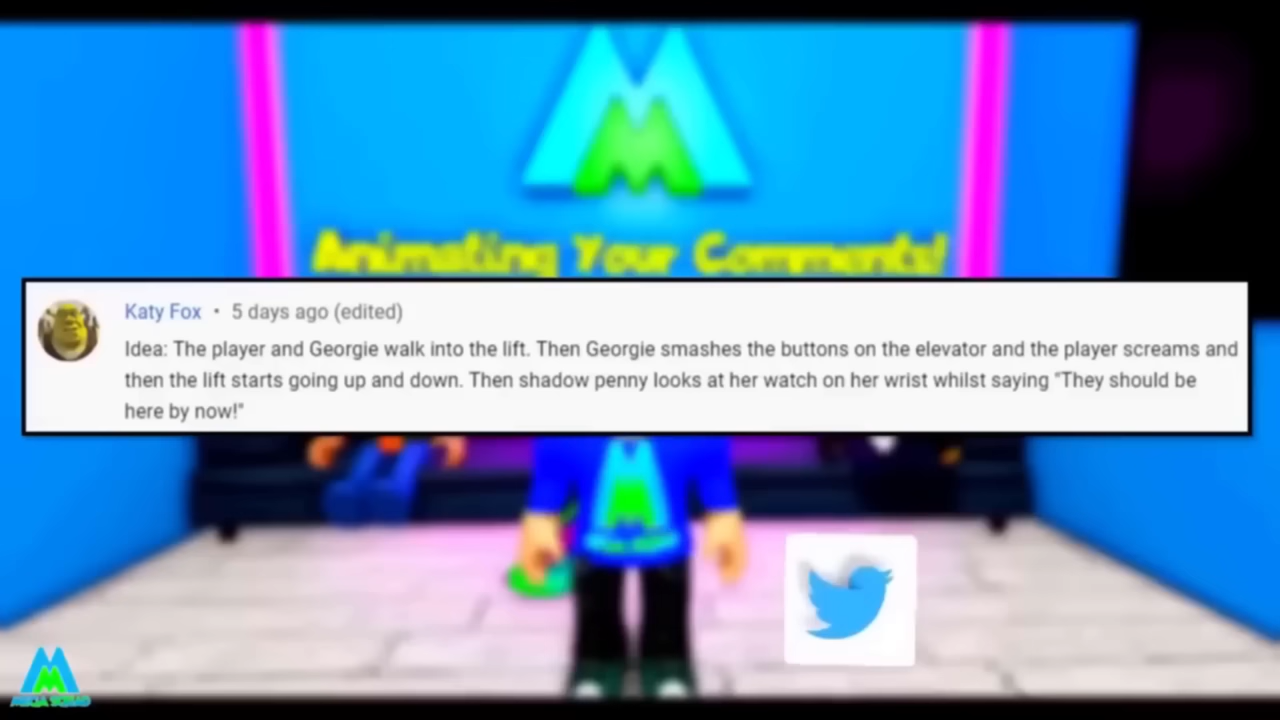 Animating Your Comments!
Katy Fox • 5 days ago (edited)
Idea: The player and Georgie walk into the lift. Then Georgie smashes the buttons on the elevator and the player screams and
then the lift starts going up and down. Then shadow penny looks at her watch on her wrist whilst saying "They should be
here by now!"